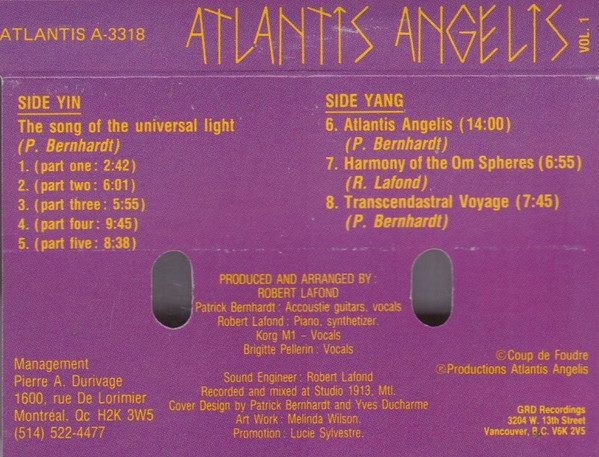 ATLANTIS A-3318
ATLANTIS ANGELIS
VOL. 1
SIDE YIN
The song of the universal light
(P. Bernhardt)
1. (part one: 2:42)
2. (part two: 6:01)
3. (part three: 5:55)
4. (part four: 9:45)
5. (part five: 8:38)
SIDE YANG
6. Atlantis Angelis (14:00)
(P. Bernhardt)
7. Harmony of the Om Spheres (6:55)
(R. Lafond)
8. Transcendastral Voyage (7:45)
(P. Bernhardt)
PRODUCED AND ARRANGED BY:
ROBERT LAFOND
Patrick Bernhardt: Accoustie guitars, vocals
Robert Lafond: Piano, synthetizer.
Korg M1 - Vocals
Brigitte Pellerin: Vocals
Sound Engineer: Robert Lafond
Recorded and mixed at Studio 1913, Mtl.
Cover Design by Patrick Bernhardt and Yves Ducharme
Art Work: Melinda Wilson.
Promotion: Lucie Sylvestre.
Management
Pierre A. Durivage
1600, rue De Lorimier
Montréal, Qc H2K 3W5
(514) 522-4477
©Coup de Foudre
℗Productions Atlantis Angelis
GRD Recordings
3204 W. 13th Street
Vancouver, B.C. V6K 2V5